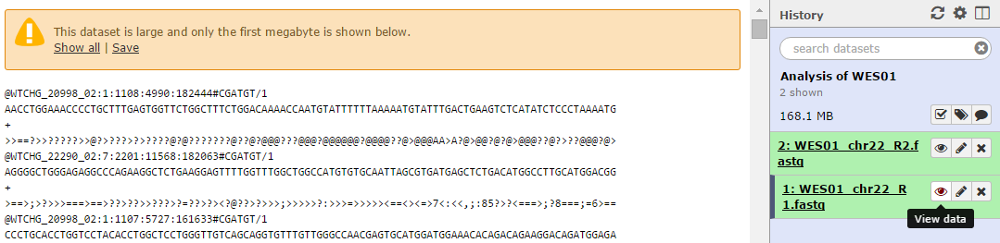 This dataset is large and only the first megabyte is shown below.
Show all | Save
@WTCHG_20998_02:1:1108:4990:182444#CGATGT/1
AACCTGGAAACCCCTGCTTTGAGTGGTTCTGGCTTTCTGGACAAAACCAATGTATTTTTTAAAAATGTATTTGACTGAAGTCTCATATCTCCCTAAAATG
+
>>==?>>?????>>@?>???>?>????@?@???????@??@?@@@???@@@?@@@@@@?@@@@??@>@@@AA>A?@>@@?@?@>@@@??@?>??@@@?@>
@WTCHG_22290_02:7:2201:11568:182063#CGATGT/1
AGGGGCTGGGAGAGGCCCAGAAGGCTCTGAAGGAGTTTTGGTTTGGCTGGCCATGTGTGCAATTAGCGTGATGAGCTCTGACATGGCCTTGCATGGACGG
+
>==>;>?>>>===>==>??>??>>???>?=??>?><?@??>?>>>;>>>>>?:>>>=>>>>><==<><=>7<:<<,;:85?>?<===>;?8===;=6>==
@WTCHG_20998_02:1:1107:5727:161633#CGATGT/1
CCCTGCACCTGGTCCTACACCTGGCTCCTGGGTTGTCAGCAGGTGTTTGTTGGGCCAACGAGTGCATGGATGGAAACACAGACAGAAGGACAGATGGAGA
History
search datasets
Analysis of WES01
2 shown
168.1 MB
2: WES01_chr22_R2.f
astq
1: WES01_chr22_R
1.fastq
View data